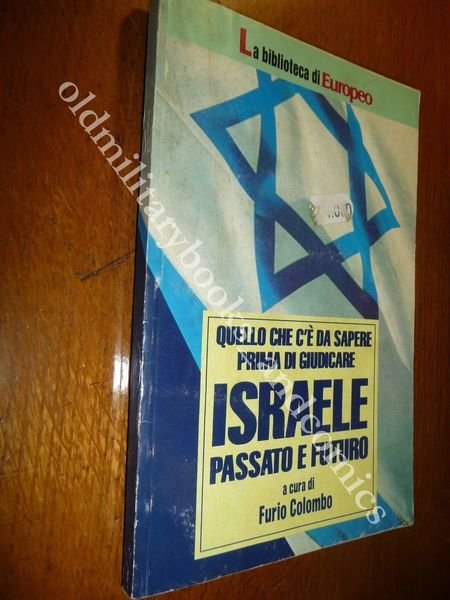 La biblioteca di Europeo
QUELLO CHE C'È DA SAPERE
PRIMA DI GIUDICARE
ISRAELE
PASSATO E FUTURO
a cura di
Furio Colombo
oldmilitarybooksandcomics